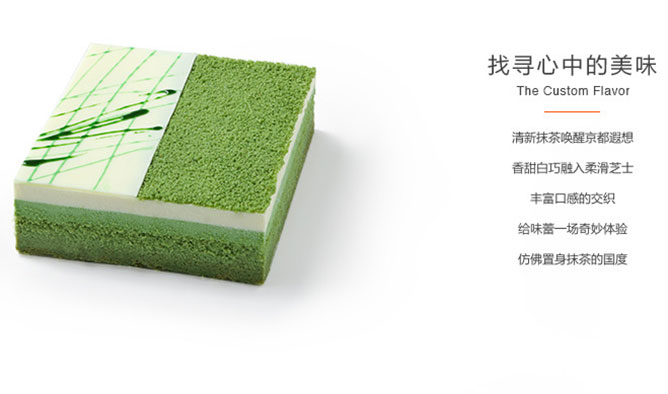 找寻心中的美味
The Custom Flavor
清新抹茶唤醒京都遐想
香甜白巧融入柔滑芝士
丰富口感的交织
给味蕾一场奇妙体验
仿佛置身抹茶的国度